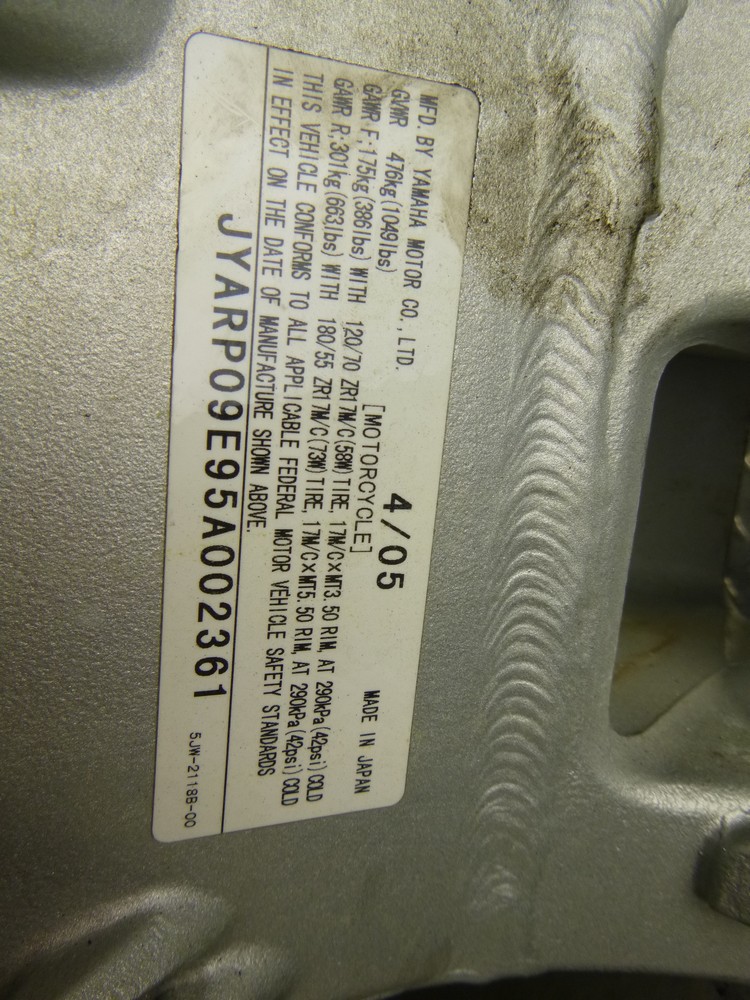 MFD. BY YAMAHA MOTOR CO., LTD. 4/05 MADE IN JAPAN
GVWR 476kg(1049lbs) [MOTORCYCLE]
GAWR F;175kg(386lbs) WITH 120/70 ZR17M/C(58W)TIRE, 17M/C×MT3.50 RIM, AT 290kPa(42psi)COLD
GAWR R;301kg(663lbs) WITH 180/55 ZR17M/C(73W)TIRE, 17M/C×MT5.50 RIM, AT 290kPa(42psi)COLD
THIS VEHICLE CONFORMS TO ALL APPLICABLE FEDERAL MOTOR VEHICLE SAFETY STANDARDS
IN EFFECT ON THE DATE OF MANUFACTURE SHOWN ABOVE.
JYARP09E95A002361 5JW-2118B-00